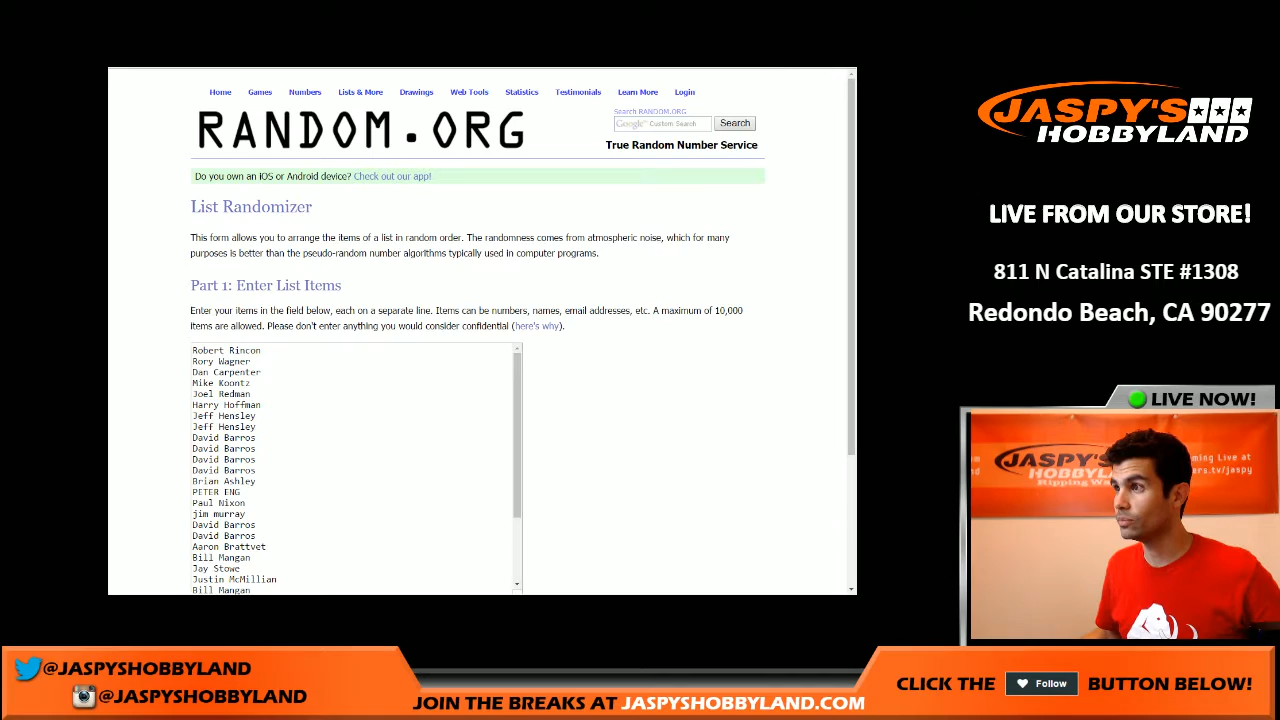 Home Games Numbers Lists & More Drawings Web Tools Statistics Testimonials Learn More Login
RANDOM.ORG
Search RANDOM.ORG
Google™ Custom Search
Search
True Random Number Service
Do you own an iOS or Android device? Check out our app!
List Randomizer
This form allows you to arrange the items of a list in random order. The randomness comes from atmospheric noise, which for many
purposes is better than the pseudo-random number algorithms typically used in computer programs.
Part 1: Enter List Items
Enter your items in the field below, each on a separate line. Items can be numbers, names, email addresses, etc. A maximum of 10,000
items are allowed. Please don't enter anything you would consider confidential (here's why).
Robert Rincon
Rory Wagner
Dan Carpenter
Mike Koontz
Joel Redman
Harry Hoffman
Jeff Hensley
Jeff Hensley
David Barros
David Barros
David Barros
David Barros
Brian Ashley
PETER ENG
Paul Nixon
jim murray
David Barros
David Barros
Aaron Brattvet
Bill Mangan
Jay Stowe
Justin McMillian
Bill Mangan
JASPY'S
HOBBYLAND
LIVE FROM OUR STORE!
811 N Catalina STE #1308
Redondo Beach, CA 90277
LIVE NOW!
JASPY'S
HOBBYLAND
ming Live at
ers.tv/jaspy
@JASPYSHOBBYLAND
@JASPYSHOBBYLAND
JOIN THE BREAKS AT JASPYSHOBBYLAND.COM
CLICK THE Follow BUTTON BELOW!